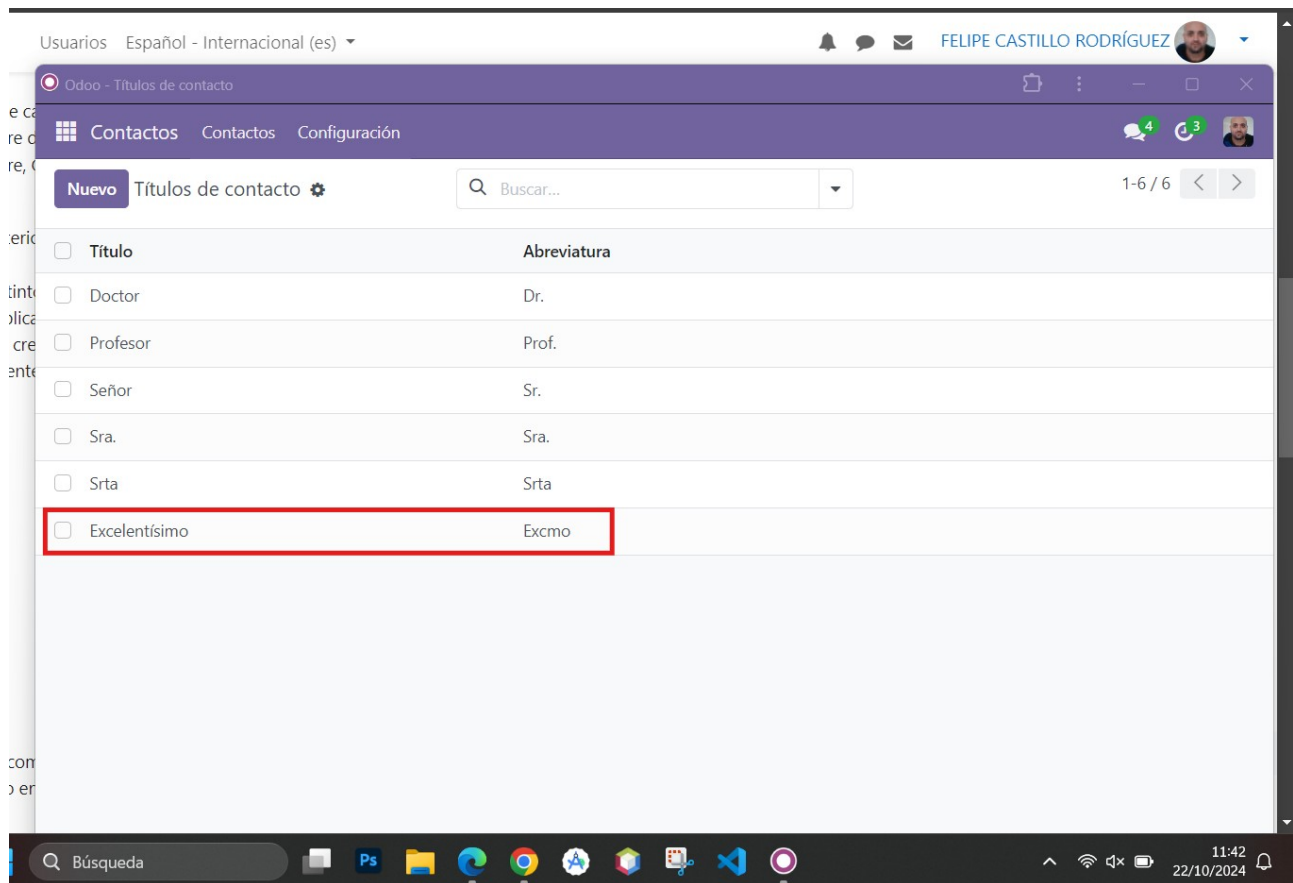 Usuarios Español - Internacional (es)
FELIPE CASTILLO RODRÍGUEZ
Odoo - Títulos de contacto
Contactos Contactos Configuración
4 3
Nuevo Títulos de contacto
Buscar...
1-6 / 6
Título Abreviatura
Doctor Dr.
Profesor Prof.
Señor Sr.
Sra. Sra.
Srta Srta
Excelentísimo Excmo
Ps
Búsqueda
11:42
22/10/2024